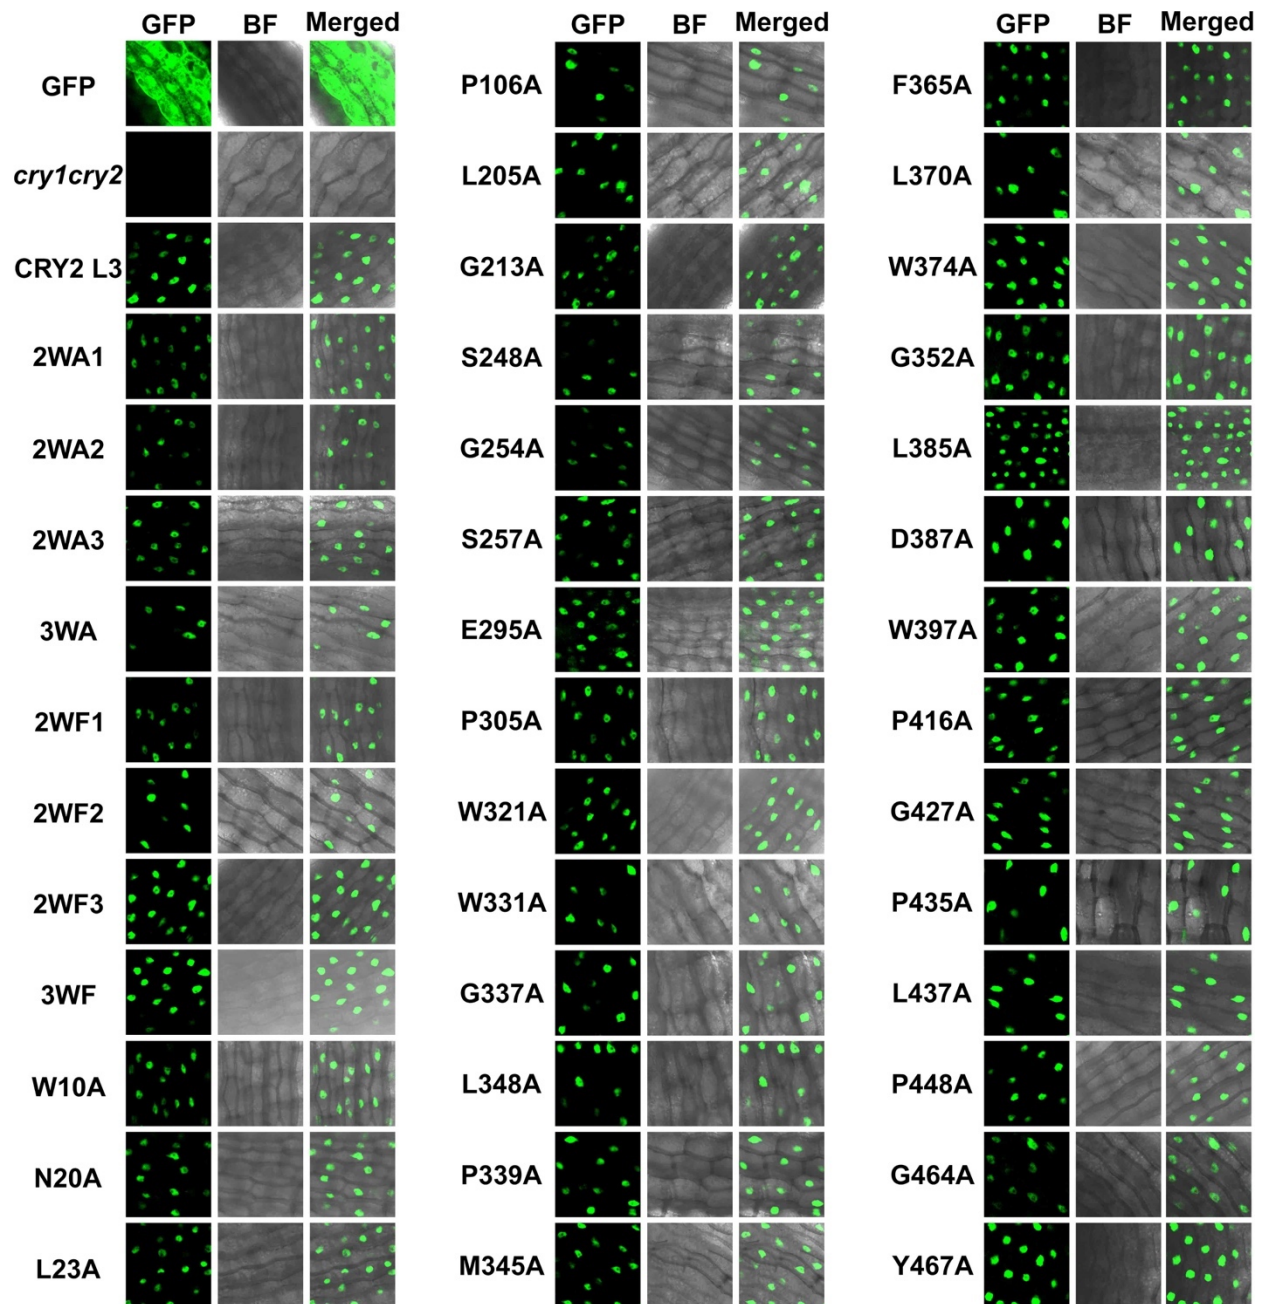 GFP BF Merged GFP BF Merged GFP BF Merged
GFP P106A F365A
cry1cry2 L205A L370A
CRY2 L3 G213A W374A
2WA1 S248A G352A
2WA2 G254A L385A
2WA3 S257A D387A
3WA E295A W397A
2WF1 P305A P416A
2WF2 W321A G427A
2WF3 W331A P435A
3WF G337A L437A
W10A L348A P448A
N20A P339A G464A
L23A M345A Y467A